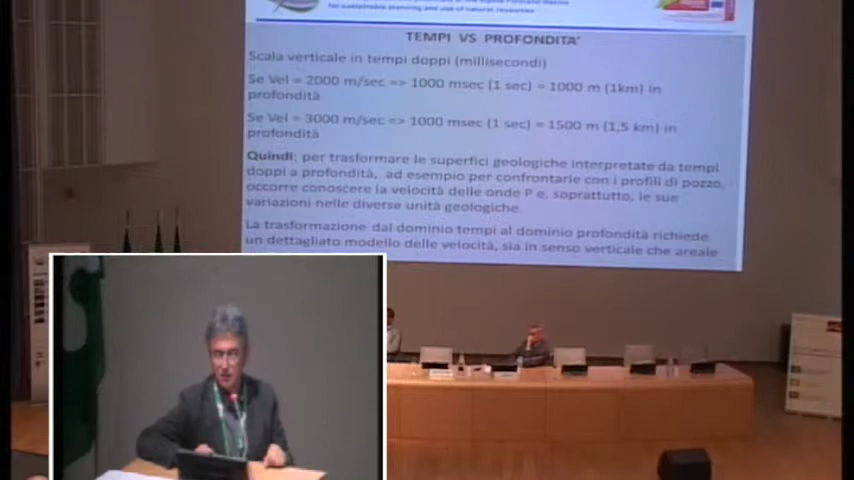 for sustainable planning and use of natural resources
TEMPI VS PROFONDITA'
Scala verticale in tempi doppi (millisecondi)
Se Vel = 2000 m/sec => 1000 msec (1 sec) = 1000 m (1km) in
profondità
Se Vel = 3000 m/sec => 1000 msec (1 sec) = 1500 m (1,5 km) in
profondità
Quindi: per trasformare le superfici geologiche interpretate da tempi
doppi a profondità, ad esempio per confrontarle con i profili di pozzo,
occorre conoscere la velocità delle onde P e, soprattutto, le sue
variazioni nelle diverse unità geologiche.
La trasformazione dal dominio tempi al dominio profondità richiede
un dettagliato modello delle velocità, sia in senso verticale che areale